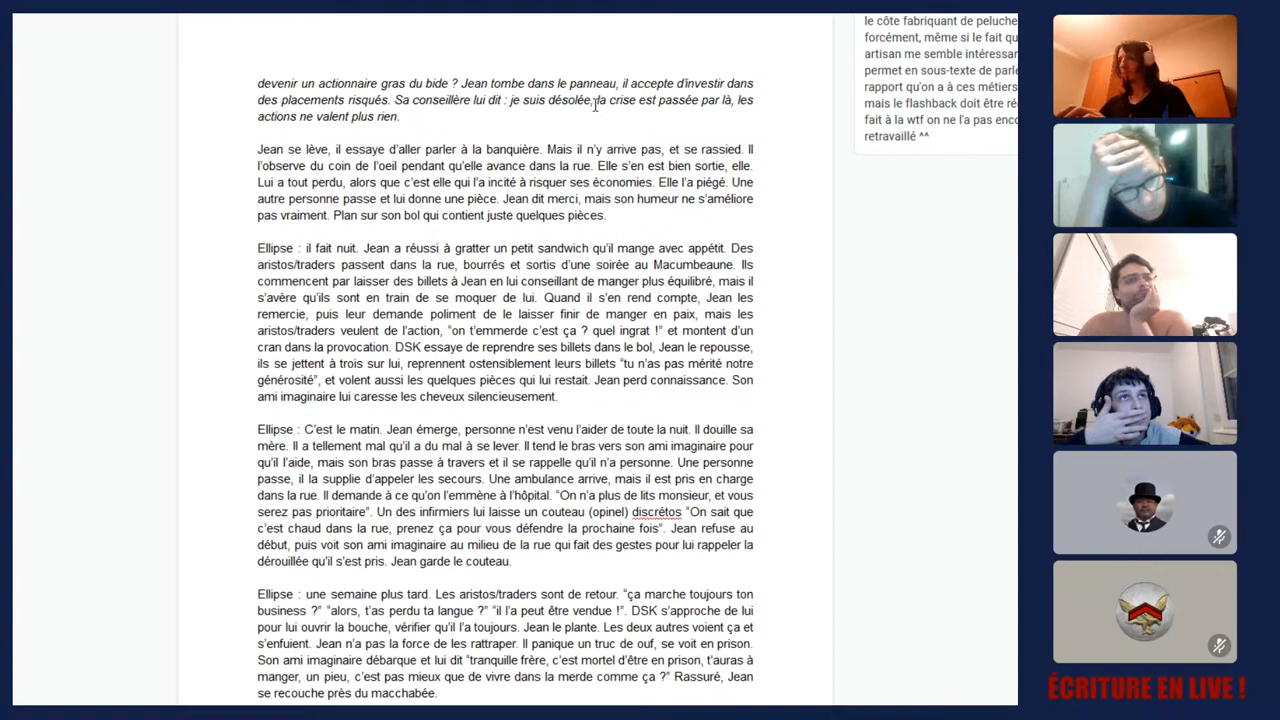 devenir un actionnaire gras du bide ? Jean tombe dans le panneau, il accepte d'investir dans
des placements risqués. Sa conseillère lui dit : je suis désolée, la crise est passée par là, les
actions ne valent plus rien.
Jean se lève, il essaye d'aller parler à la banquière. Mais il n'y arrive pas, et se rassied. Il
l'observe du coin de l'oeil pendant qu'elle avance dans la rue. Elle s'en est bien sortie, elle.
Lui a tout perdu, alors que c'est elle qui l'a incité à risquer ses économies. Elle l'a piégé. Une
autre personne passe et lui donne une pièce. Jean dit merci, mais son humeur ne s'améliore
pas vraiment. Plan sur son bol qui contient juste quelques pièces.
Ellipse : il fait nuit. Jean a réussi à gratter un petit sandwich qu'il mange avec appétit. Des
aristos/traders passent dans la rue, bourrés et sortis d'une soirée au Macumbeaune. Ils
commencent par laisser des billets à Jean en lui conseillant de manger plus équilibré, mais il
s'avère qu'ils sont en train de se moquer de lui. Quand il s'en rend compte, Jean les
remercie, puis leur demande poliment de le laisser finir de manger en paix, mais les
aristos/traders veulent de l'action, "on t'emmerde c'est ça ? quel ingrat !" et montent d'un
cran dans la provocation. DSK essaye de reprendre ses billets dans le bol, Jean le repousse,
ils se jettent à trois sur lui, reprennent ostensiblement leurs billets "tu n'as pas mérité notre
générosité", et volent aussi les quelques pièces qui lui restait. Jean perd connaissance. Son
ami imaginaire lui caresse les cheveux silencieusement.
Ellipse : C'est le matin. Jean émerge, personne n'est venu l'aider de toute la nuit. Il douille sa
mère. Il a tellement mal qu'il a du mal à se lever. Il tend le bras vers son ami imaginaire pour
qu'il l'aide, mais son bras passe à travers et il se rappelle qu'il n'a personne. Une personne
passe, il la supplie d'appeler les secours. Une ambulance arrive, mais il est pris en charge
dans la rue. Il demande à ce qu'on l'emmène à l'hôpital. "On n'a plus de lits monsieur, et vous
serez pas prioritaire". Un des infirmiers lui laisse un couteau (opinel) discrétos "On sait que
c'est chaud dans la rue, prenez ça pour vous défendre la prochaine fois". Jean refuse au
début, puis voit son ami imaginaire au milieu de la rue qui fait des gestes pour lui rappeler la
dérouillée qu'il s'est pris. Jean garde le couteau.
Ellipse : une semaine plus tard. Les aristos/traders sont de retour. "ça marche toujours ton
business ?" "alors, t'as perdu ta langue ?" "il l'a peut être vendue !". DSK s'approche de lui
pour lui ouvrir la bouche, vérifier qu'il l'a toujours. Jean le plante. Les deux autres voient ça et
s'enfuient. Jean n'a pas la force de les rattraper. Il panique un truc de ouf, se voit en prison.
Son ami imaginaire débarque et lui dit "tranquille frère, c'est mortel d'être en prison, t'auras à
manger, un pieu, c'est pas mieux que de vivre dans la merde comme ça ?" Rassuré, Jean
se recouche près du macchabée.
le côte fabriquant de peluche
forcément, même si le fait qu
artisan me semble intéressan
permet en sous-texte de parle
rapport qu'on a à ces métiers
mais le flashback doit être ré
fait à la wtf on ne l'a pas enco
retravaillé ^^
ÉCRITURE EN LIVE !